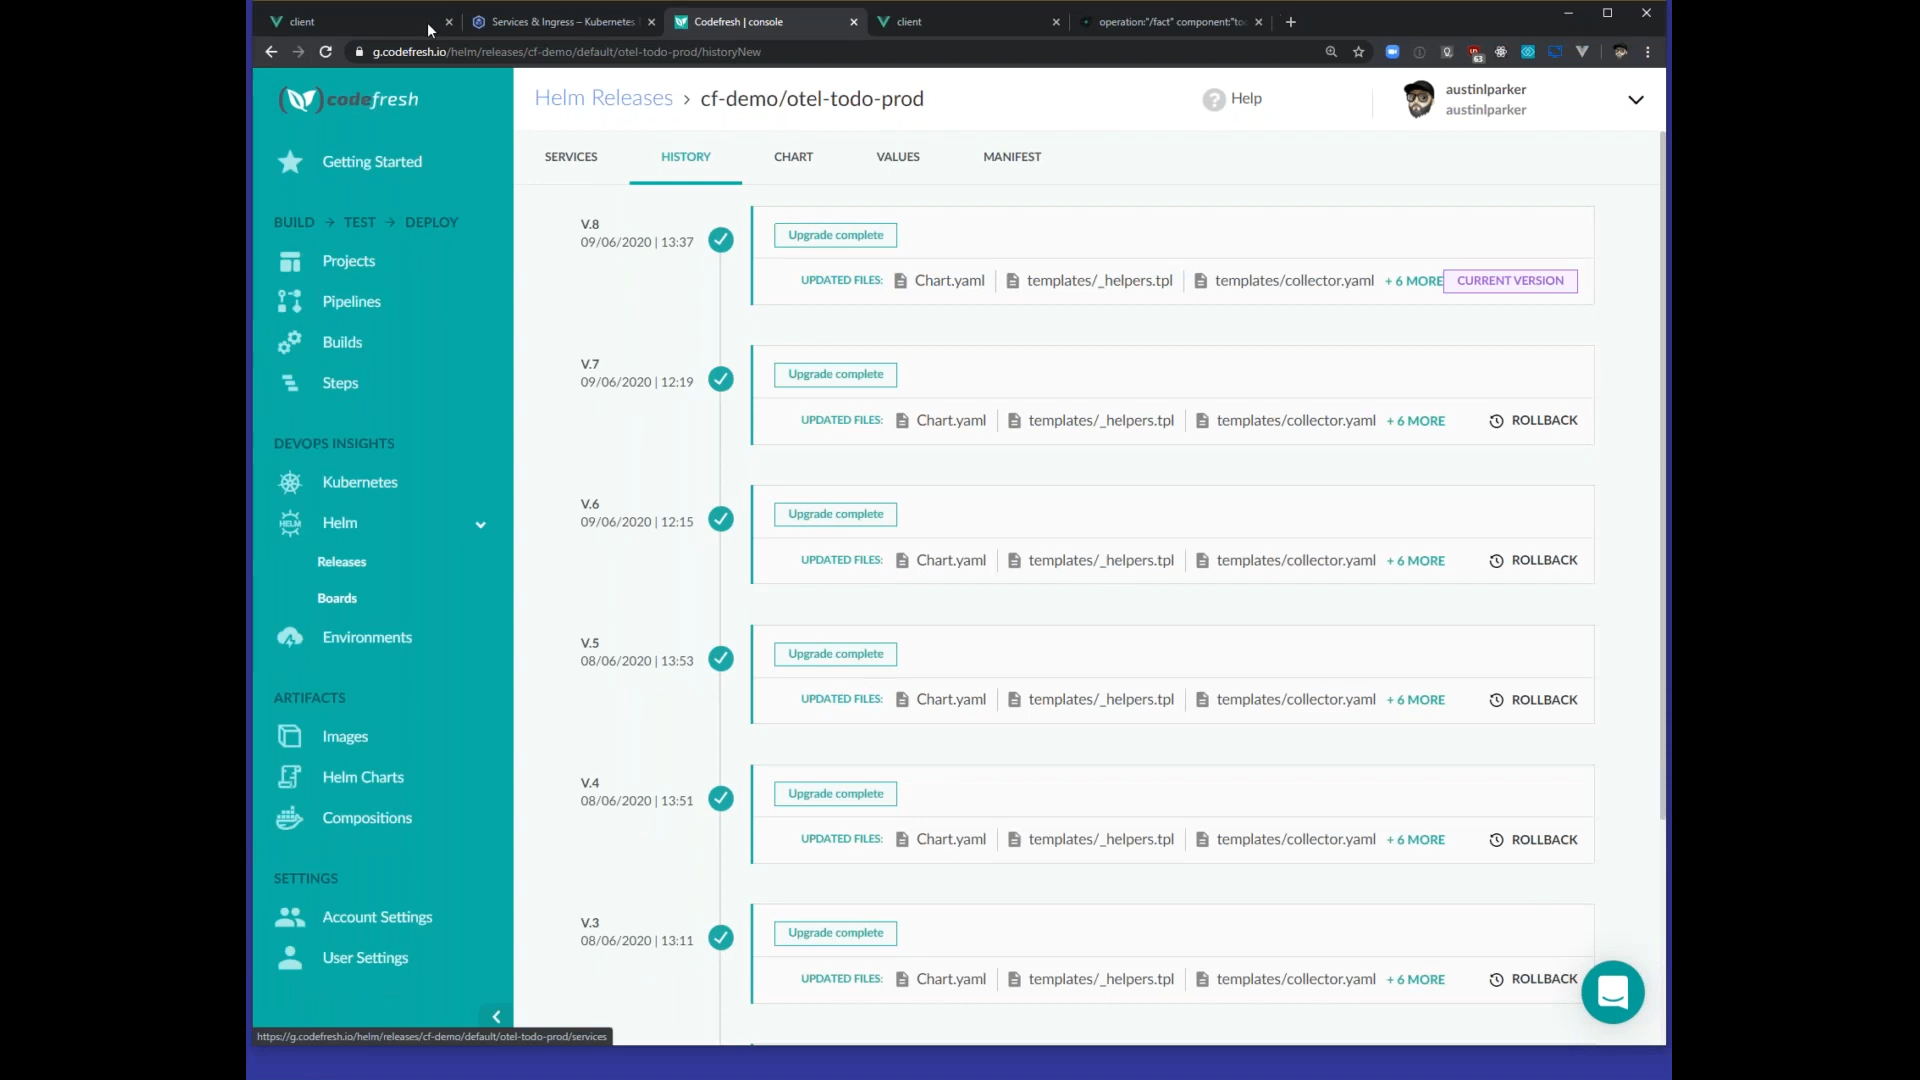 client
Services & Ingress – Kubernetes
Codefresh | console
client
operation:"/fact" component:"to
g.codefresh.io/helm/releases/cf-demo/default/otel-todo-prod/historyNew
63
codefresh
Helm Releases › cf-demo/otel-todo-prod
? Help
austinlparker
austinlparker
Getting Started
BUILD → TEST → DEPLOY
Projects
Pipelines
Builds
Steps
DEVOPS INSIGHTS
Kubernetes
HELM Helm
Releases
Boards
Environments
ARTIFACTS
Images
Helm Charts
Compositions
SETTINGS
Account Settings
User Settings
SERVICES HISTORY CHART VALUES MANIFEST
V.8
09/06/2020 | 13:37
Upgrade complete
UPDATED FILES: Chart.yaml templates/_helpers.tpl templates/collector.yaml + 6 MORE CURRENT VERSION
V.7
09/06/2020 | 12:19
Upgrade complete
UPDATED FILES: Chart.yaml templates/_helpers.tpl templates/collector.yaml + 6 MORE ROLLBACK
V.6
09/06/2020 | 12:15
Upgrade complete
UPDATED FILES: Chart.yaml templates/_helpers.tpl templates/collector.yaml + 6 MORE ROLLBACK
V.5
08/06/2020 | 13:53
Upgrade complete
UPDATED FILES: Chart.yaml templates/_helpers.tpl templates/collector.yaml + 6 MORE ROLLBACK
V.4
08/06/2020 | 13:51
Upgrade complete
UPDATED FILES: Chart.yaml templates/_helpers.tpl templates/collector.yaml + 6 MORE ROLLBACK
V.3
08/06/2020 | 13:11
Upgrade complete
UPDATED FILES: Chart.yaml templates/_helpers.tpl templates/collector.yaml + 6 MORE ROLLBACK
https://g.codefresh.io/helm/releases/cf-demo/default/otel-todo-prod/services